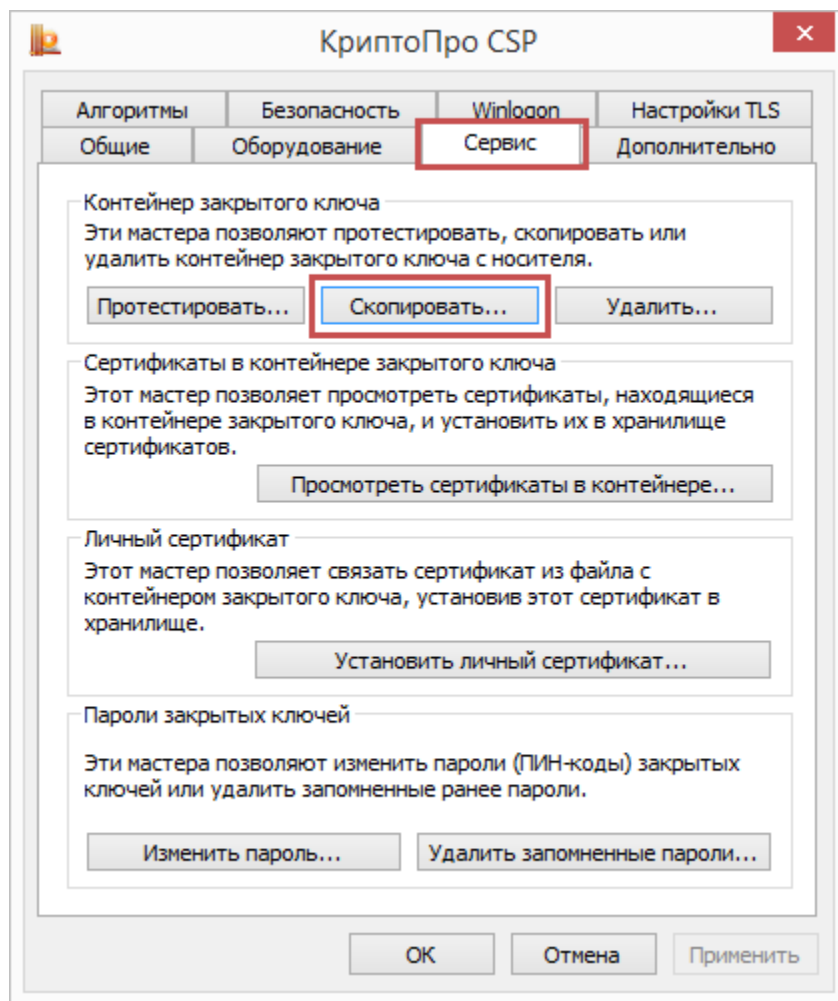 КриптоПро CSP
Алгоритмы Безопасность Winlogon Настройки TLS
Общие Оборудование Сервис Дополнительно
Контейнер закрытого ключа
Эти мастера позволяют протестировать, скопировать или
удалить контейнер закрытого ключа с носителя.
Протестировать... Скопировать... Удалить...
Сертификаты в контейнере закрытого ключа
Этот мастер позволяет просмотреть сертификаты, находящиеся
в контейнере закрытого ключа, и установить их в хранилище
сертификатов.
Просмотреть сертификаты в контейнере...
Личный сертификат
Этот мастер позволяет связать сертификат из файла с
контейнером закрытого ключа, установив этот сертификат в
хранилище.
Установить личный сертификат...
Пароли закрытых ключей
Эти мастера позволяют изменить пароли (ПИН-коды) закрытых
ключей или удалить запомненные ранее пароли.
Изменить пароль... Удалить запомненные пароли...
ОК Отмена Применить